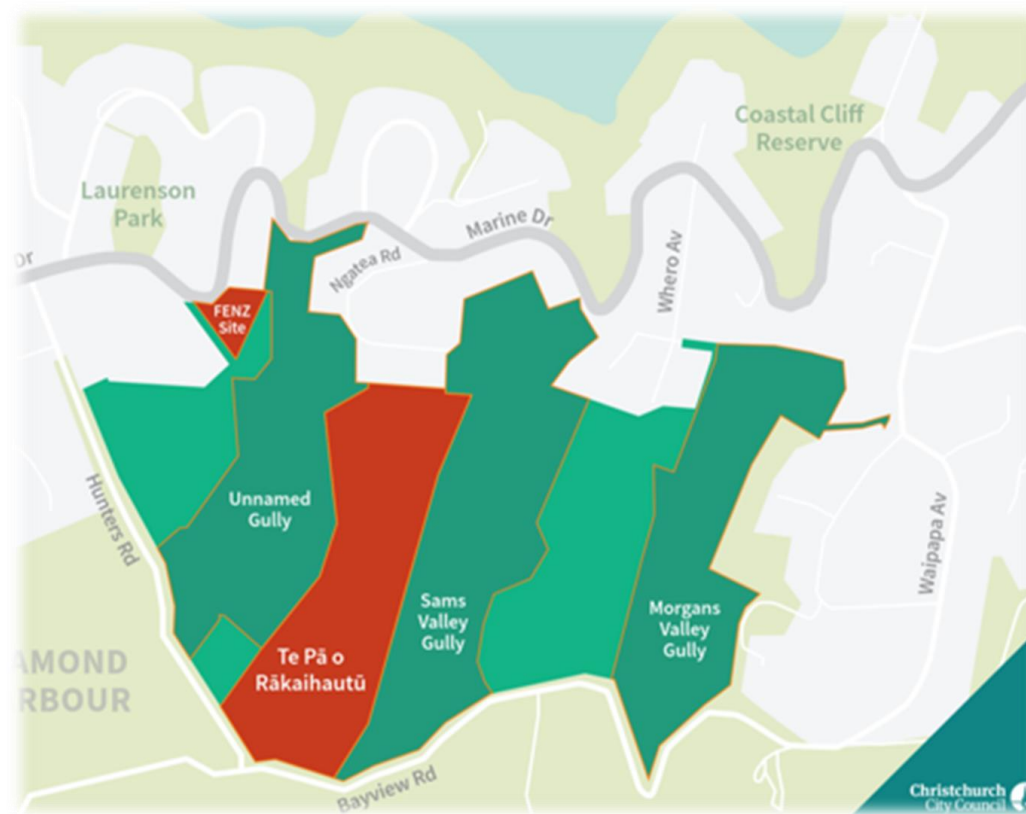 Coastal Cliff
Reserve
Laurenson
Park
Marine Dr
Dr
Ngatea Rd
Whero Av
FENZ
Site
Hunters Rd
Unnamed
Gully
Waipapa Av
Sams
Valley
Gully
Morgans
Valley
Gully
Te Pā o
Rākaihautū
AMOND
RBOUR
Bayview Rd
Christchurch
City Council